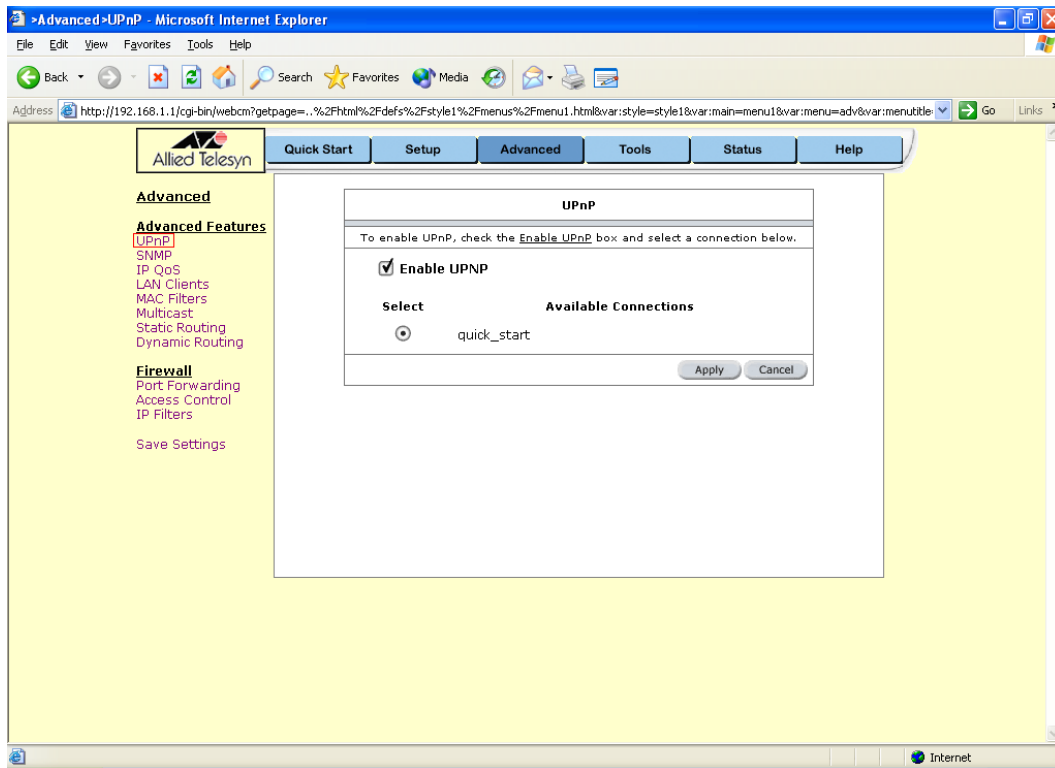 >Advanced>UPnP - Microsoft Internet Explorer
File Edit View Favorites Tools Help
Back Search Favorites Media
Address http://192.168.1.1/cgi-bin/webcm?getpage=..%2Fhtml%2Fdefs%2Fstyle1%2Fmenus%2Fmenu1.html&var:style=style1&var:main=menu1&var:menu=adv&var:menutitle Go Links
Allied Telesyn
Quick Start Setup Advanced Tools Status Help
Advanced
Advanced Features
UPnP
SNMP
IP QoS
LAN Clients
MAC Filters
Multicast
Static Routing
Dynamic Routing
Firewall
Port Forwarding
Access Control
IP Filters
Save Settings
UPnP
To enable UPnP, check the Enable UPnP box and select a connection below.
Enable UPNP
Select Available Connections
quick_start
Apply Cancel
Internet